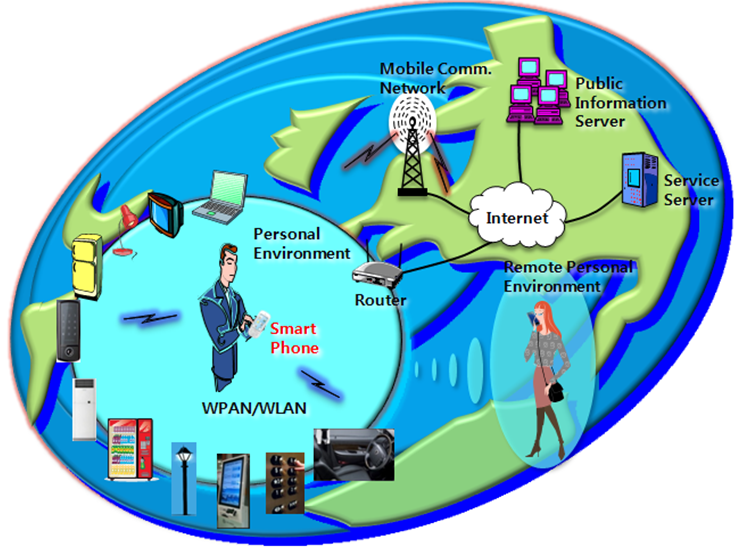 Mobile Comm.
Network
Public
Information
Server
Service
Server
Internet
Personal
Environment
Router
Remote Personal
Environment
Smart
Phone
WPAN/WLAN